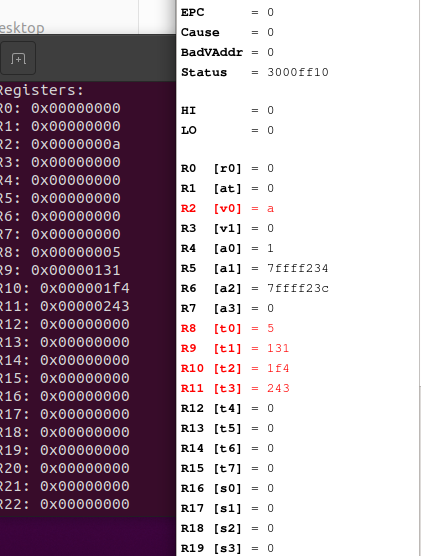 esktop
Registers:
R0: 0x00000000
R1: 0x00000000
R2: 0x0000000a
R3: 0x00000000
R4: 0x00000000
R5: 0x00000000
R6: 0x00000000
R7: 0x00000000
R8: 0x00000005
R9: 0x00000131
R10: 0x000001f4
R11: 0x00000243
R12: 0x00000000
R13: 0x00000000
R14: 0x00000000
R15: 0x00000000
R16: 0x00000000
R17: 0x00000000
R18: 0x00000000
R19: 0x00000000
R20: 0x00000000
R21: 0x00000000
R22: 0x00000000
EPC = 0
Cause = 0
BadVAddr = 0
Status = 3000ff10
HI = 0
LO = 0
R0 [r0] = 0
R1 [at] = 0
R2 [v0] = a
R3 [v1] = 0
R4 [a0] = 1
R5 [a1] = 7ffff234
R6 [a2] = 7ffff23c
R7 [a3] = 0
R8 [t0] = 5
R9 [t1] = 131
R10 [t2] = 1f4
R11 [t3] = 243
R12 [t4] = 0
R13 [t5] = 0
R14 [t6] = 0
R15 [t7] = 0
R16 [s0] = 0
R17 [s1] = 0
R18 [s2] = 0
R19 [s3] = 0